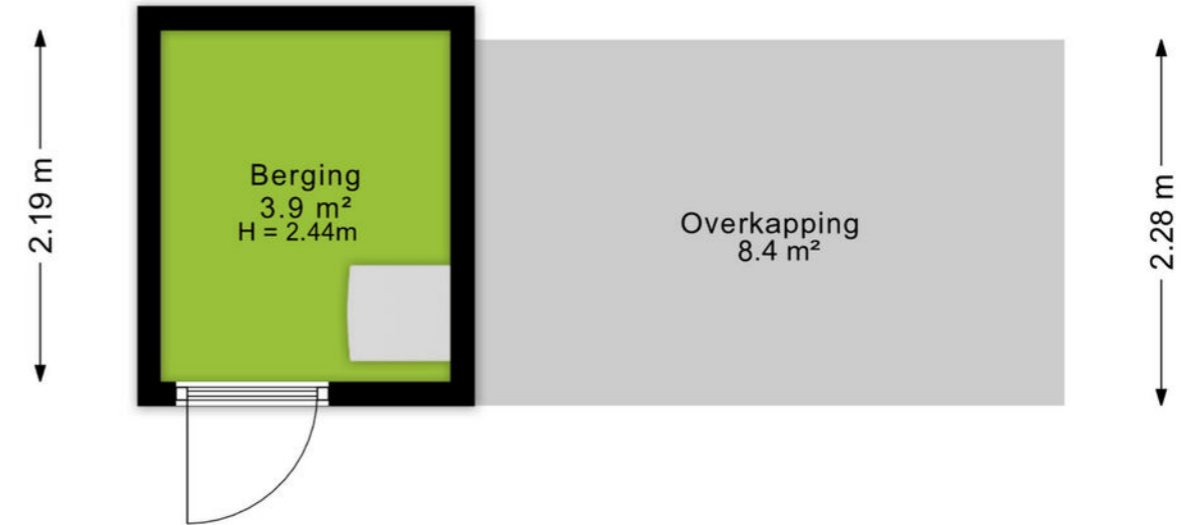 2.19 m
Berging
3.9 m²
H = 2.44m
Overkapping
8.4 m²
2.28 m